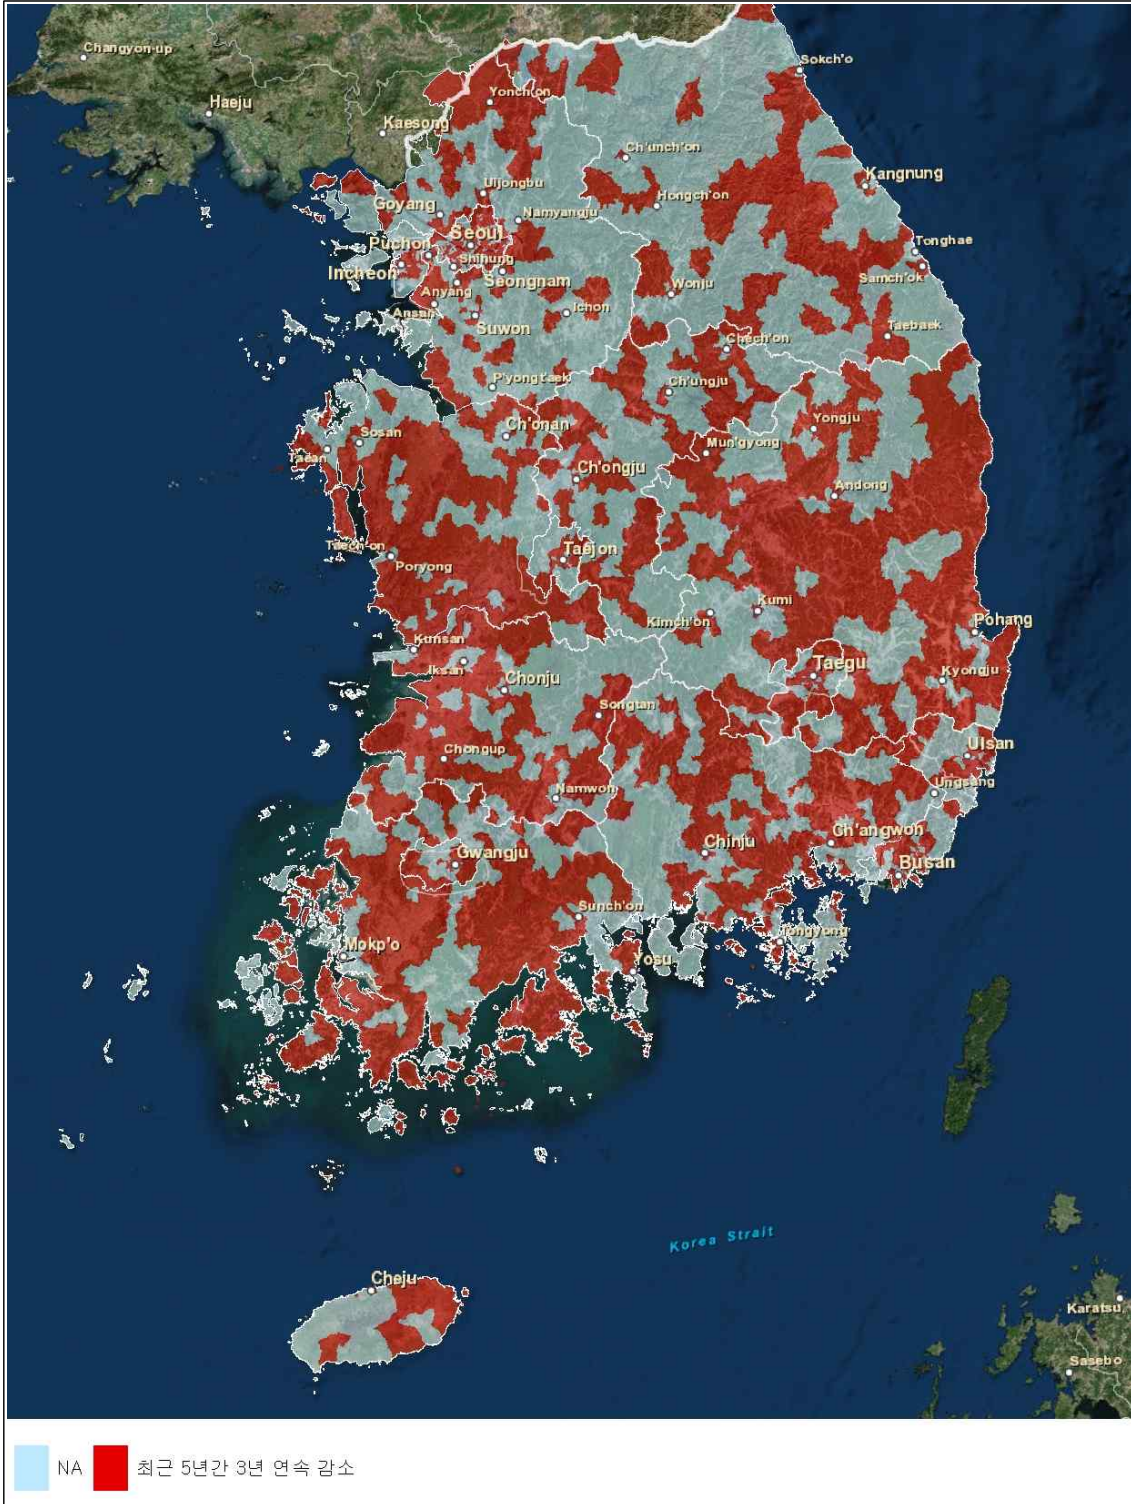 Changyon-up
Sokch'o
Yonch'on
Haeju
Kaesong
Ch'unch'on
Kangnung
Uijongbu
Goyang
Hongch'on
Namyangju
Seoul
Puchon
Tonghae
Shihung
Incheon
Seongnam
Samch'ok
Anyang
Wonju
Ansan
Ichon
Suwon
Taebaek
Chech'on
P'yongt'aek
Ch'ungju
Yongju
Ch'onan
Sosan
Mun'gyong
Taean
Ch'ongju
Andong
Taech-on
Taejon
Poryong
Kumi
Kimch'on
Pohang
Kunsan
Iksan
Taegu
Kyongju
Chonju
Songtan
Ulsan
Chongup
Ungsang
Namwon
Ch'angwon
Chinju
Gwangju
Busan
Sunch'on
Tongyong
Mokp'o
Yosu
Korea Strait
Cheju
Karatsu
Sasebo
NA 최근 5년간 3년 연속 감소